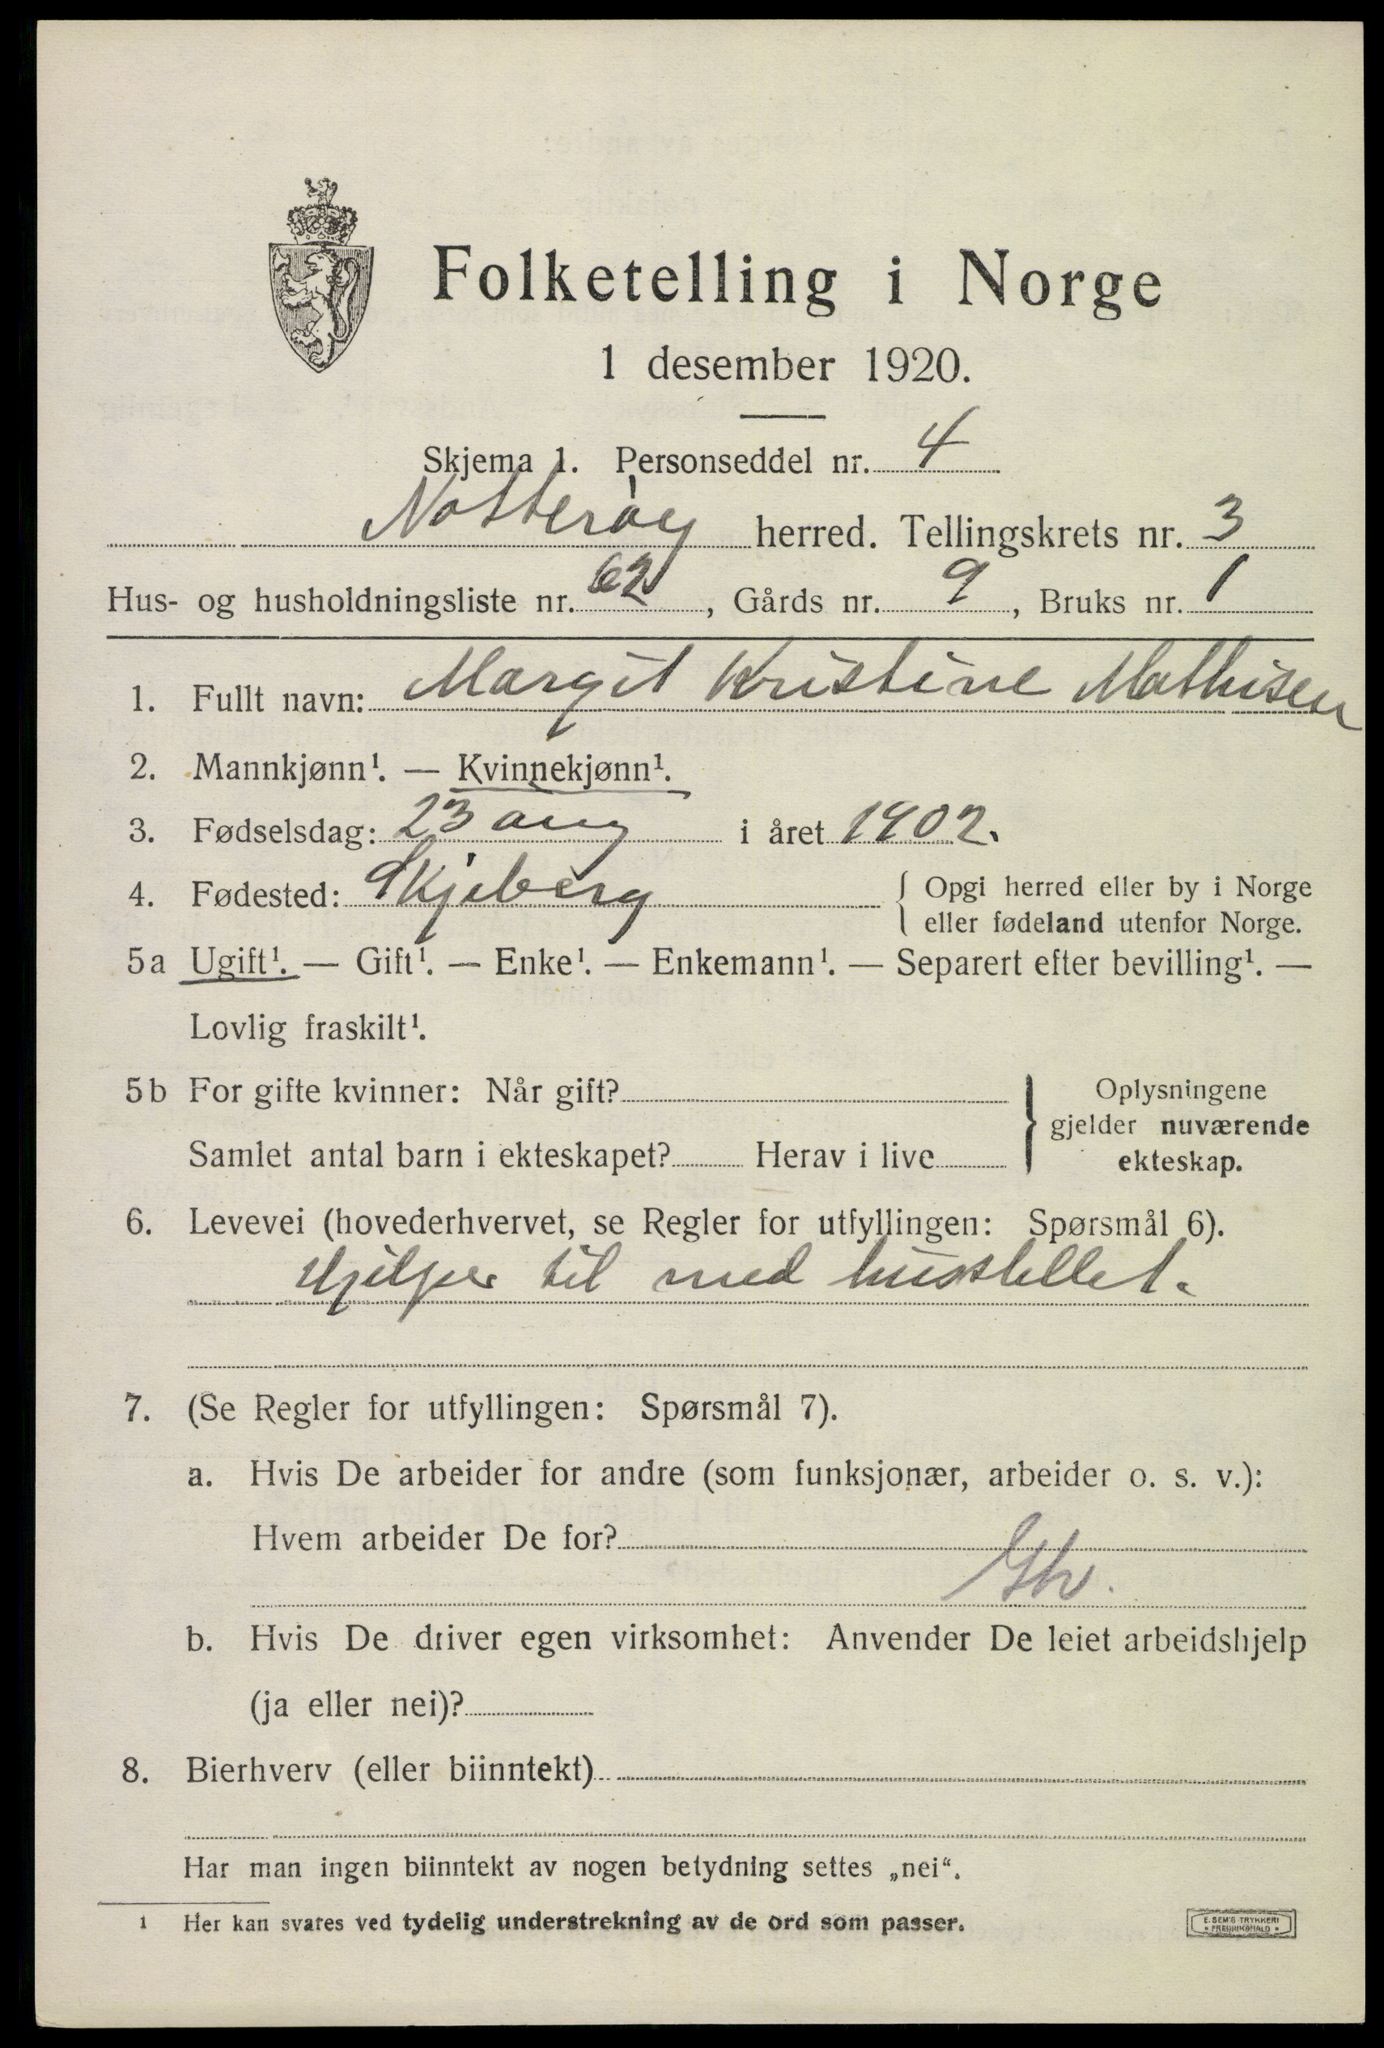 Folketelling i Norge
1 desember 1920.
Skjema 1. Personseddel nr. 4
Nøtterøy herred. Tellingskrets nr. 3
Hus- og husholdningsliste nr. 62, Gårds nr. 9, Bruks nr. 1
1. Fullt navn: Margit Kristine Mathisen
2. Mannkjønn¹. — Kvinnekjønn¹.
3. Fødselsdag: 23 aug i året 1902.
4. Fødested: Skjeberg { Opgi herred eller by i Norge
eller fødeland utenfor Norge.
5a Ugift¹. — Gift¹. — Enke¹. — Enkemann¹. — Separert efter bevilling¹. —
Lovlig fraskilt¹.
5b For gifte kvinner: Når gift? } Oplysningene
gjelder nuværende
Samlet antal barn i ekteskapet? Herav i live ekteskap.
6. Levevei (hovederhvervet, se Regler for utfyllingen: Spørsmål 6).
Hjelper til med husstellet.
7. (Se Regler for utfyllingen: Spørsmål 7).
a. Hvis De arbeider for andre (som funksjonær, arbeider o. s. v.):
Hvem arbeider De for?
b. Hvis De driver egen virksomhet: Anvender De leiet arbeidshjelp
(ja eller nei)?
8. Bierhverv (eller biinntekt)
Har man ingen biinntekt av nogen betydning settes „nei“.
¹ Her kan svares ved tydelig understrekning av de ord som passer.
E. SEM'S TRYKKERI
FREDRIKSHALD